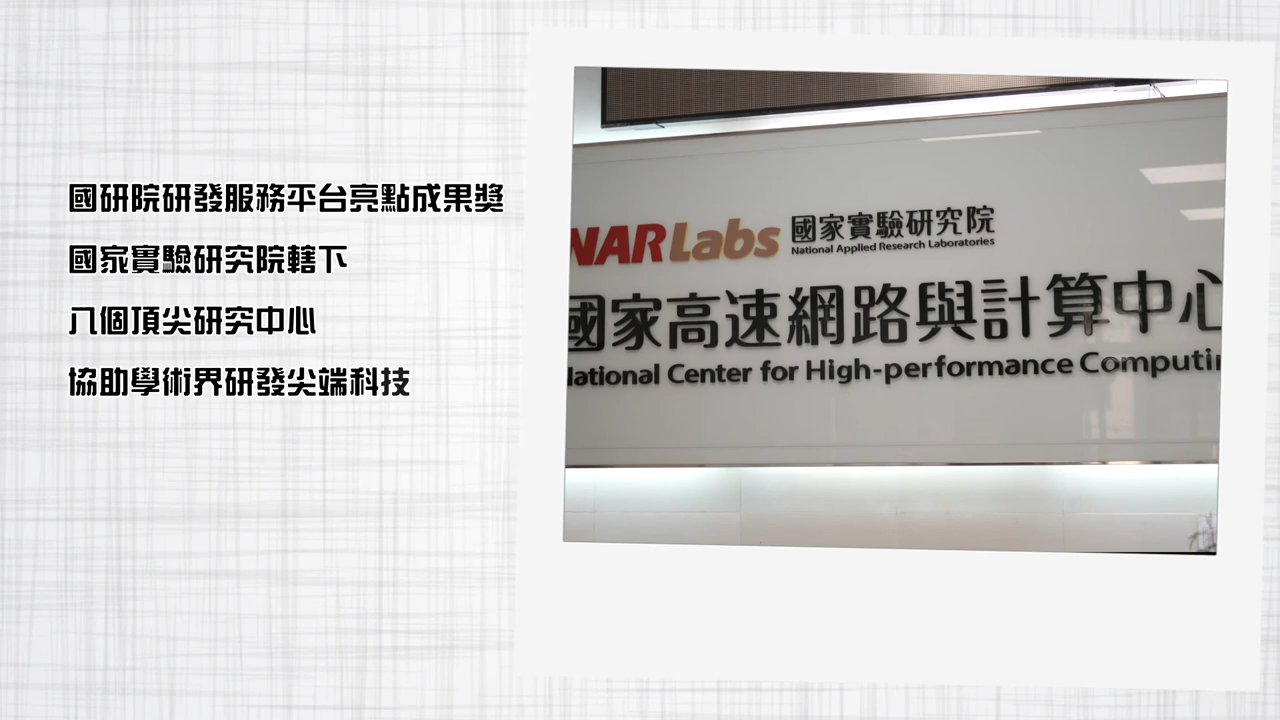 國研院研發服務平台亮點成果獎
國家實驗研究院轄下
八個頂尖研究中心
協助學術界研發尖端科技
NARLabs 國家實驗研究院
National Applied Research Laboratories
國家高速網路與計算中心
National Center for High-performance Computin